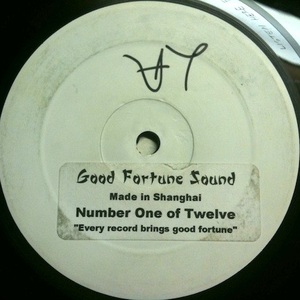 Good Fortune Sound
Made in Shanghai
Number One of Twelve
"Every record brings good fortune"